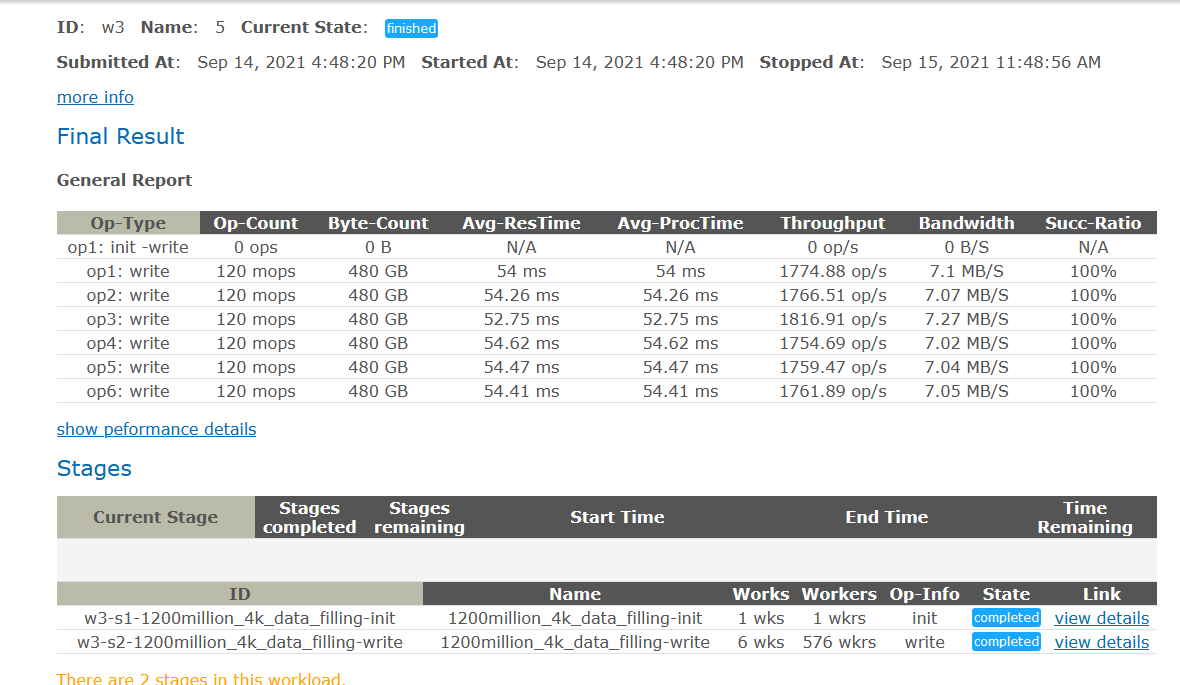 ID: w3 Name: 5 Current State: finished
Submitted At: Sep 14, 2021 4:48:20 PM Started At: Sep 14, 2021 4:48:20 PM Stopped At: Sep 15, 2021 11:48:56 AM
more info
Final Result
General Report
Op-Type Op-Count Byte-Count Avg-ResTime Avg-ProcTime Throughput Bandwidth Succ-Ratio
op1: init -write 0 ops 0 B N/A N/A 0 op/s 0 B/S N/A
op1: write 120 mops 480 GB 54 ms 54 ms 1774.88 op/s 7.1 MB/S 100%
op2: write 120 mops 480 GB 54.26 ms 54.26 ms 1766.51 op/s 7.07 MB/S 100%
op3: write 120 mops 480 GB 52.75 ms 52.75 ms 1816.91 op/s 7.27 MB/S 100%
op4: write 120 mops 480 GB 54.62 ms 54.62 ms 1754.69 op/s 7.02 MB/S 100%
op5: write 120 mops 480 GB 54.47 ms 54.47 ms 1759.47 op/s 7.04 MB/S 100%
op6: write 120 mops 480 GB 54.41 ms 54.41 ms 1761.89 op/s 7.05 MB/S 100%
show peformance details
Stages
Current Stage Stages completed Stages remaining Start Time End Time Time Remaining
ID Name Works Workers Op-Info State Link
w3-s1-1200million_4k_data_filling-init 1200million_4k_data_filling-init 1 wks 1 wkrs init completed view details
w3-s2-1200million_4k_data_filling-write 1200million_4k_data_filling-write 6 wks 576 wkrs write completed view details
There are 2 stages in this workload.